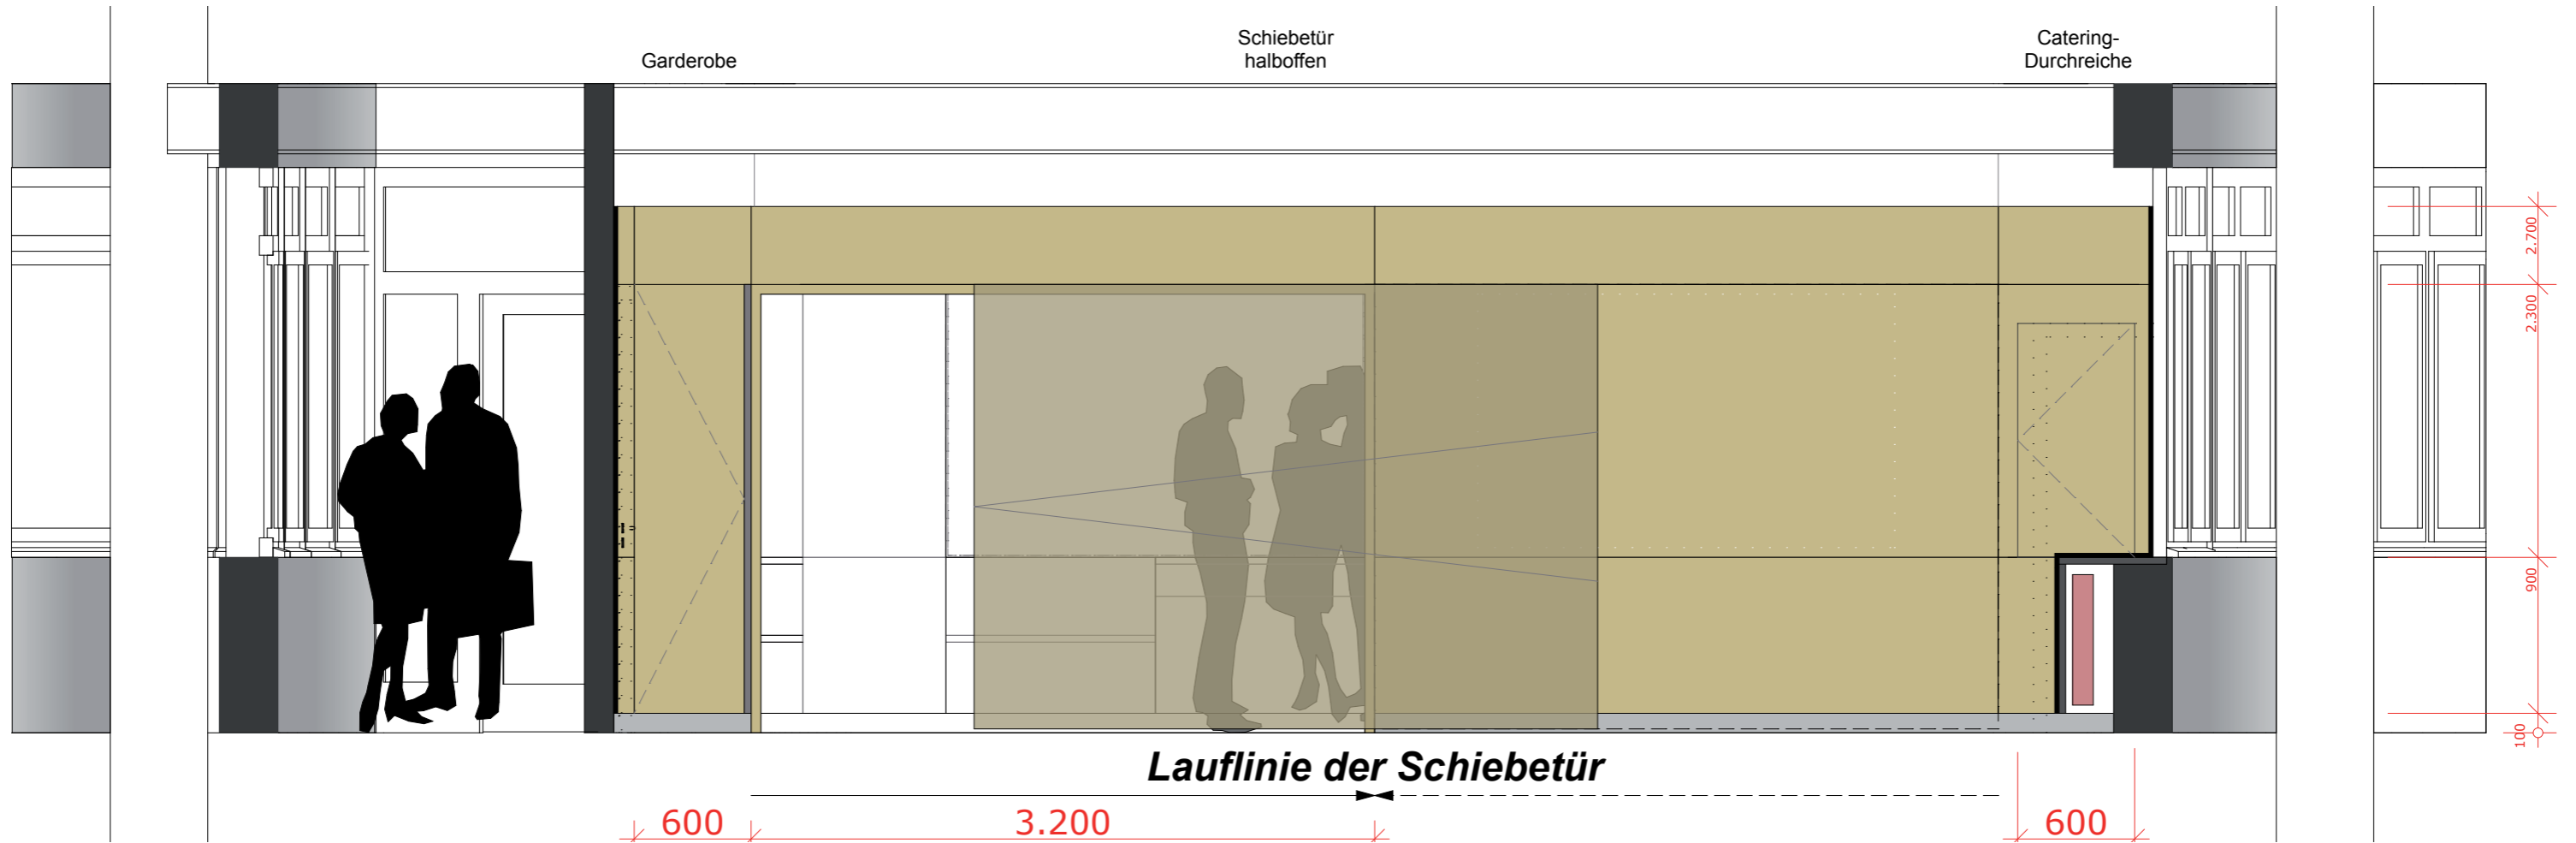 Garderobe
Schiebetür
halboffen
Catering-
Durchreiche
2.700
2.300
900
100
Lauflinie der Schiebetür
600
3.200
600